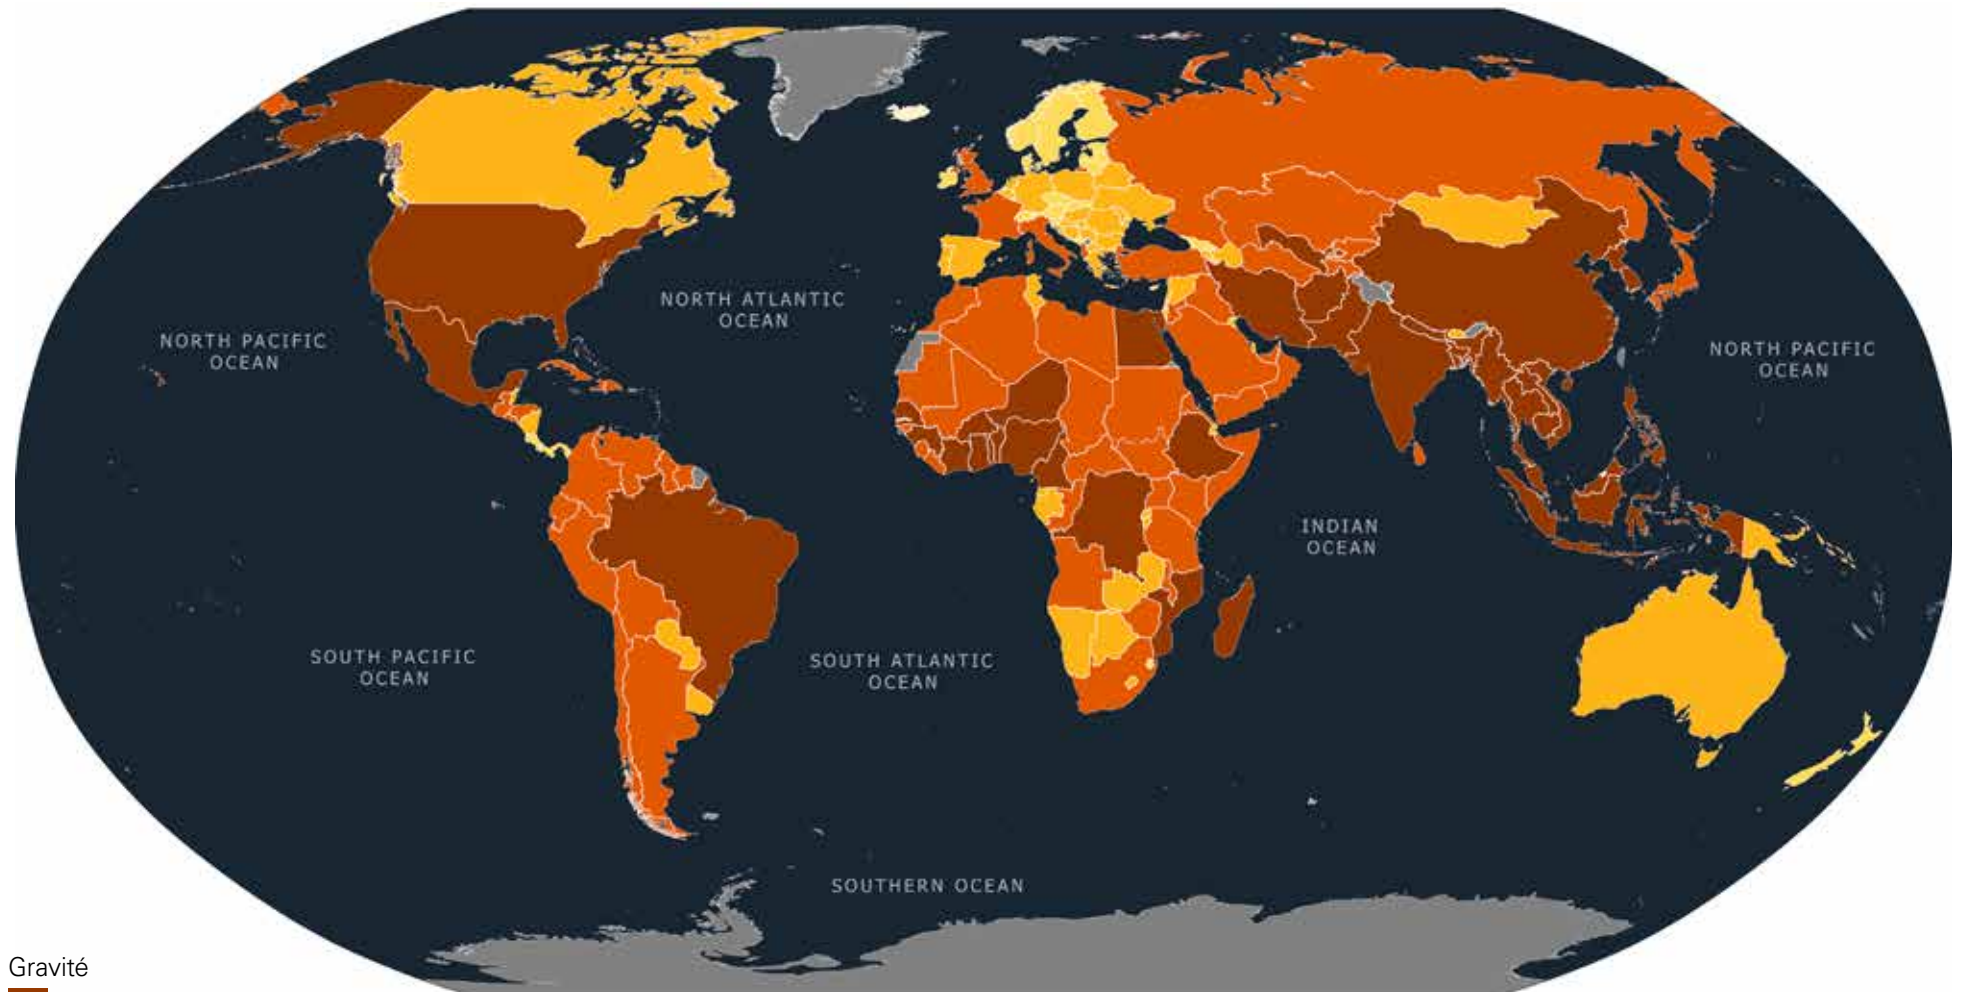 NORTH ATLANTIC
OCEAN
NORTH PACIFIC
OCEAN
NORTH PACIFIC
OCEAN
INDIAN
OCEAN
SOUTH PACIFIC
OCEAN
SOUTH ATLANTIC
OCEAN
SOUTHERN OCEAN
Gravité